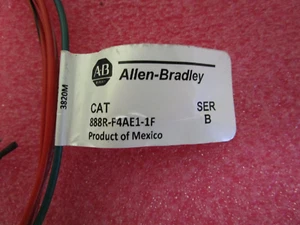 AB
Allen-Bradley
CAT SER
888R-F4AE1-1F B
Product of Mexico
3820M